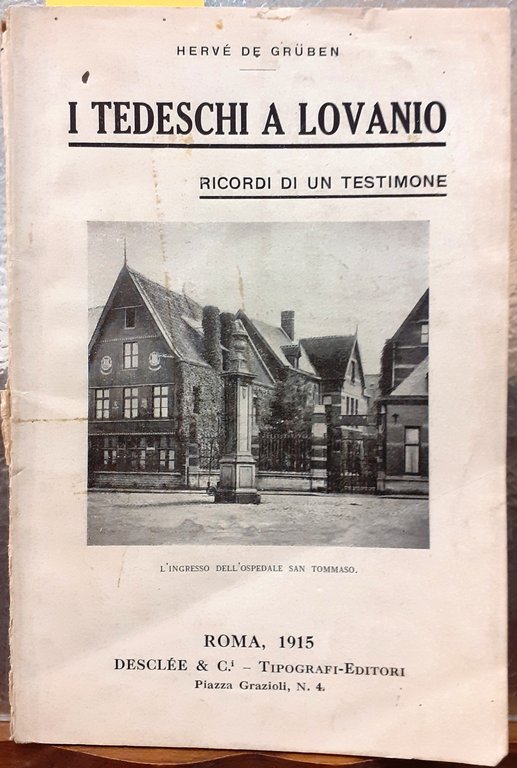 HERVÉ DE GRÜBEN
I TEDESCHI A LOVANIO
RICORDI DI UN TESTIMONE
L'INGRESSO DELL'OSPEDALE SAN TOMMASO.
ROMA, 1915
DESCLÉE & C.i – TIPOGRAFI-EDITORI
Piazza Grazioli, N. 4.